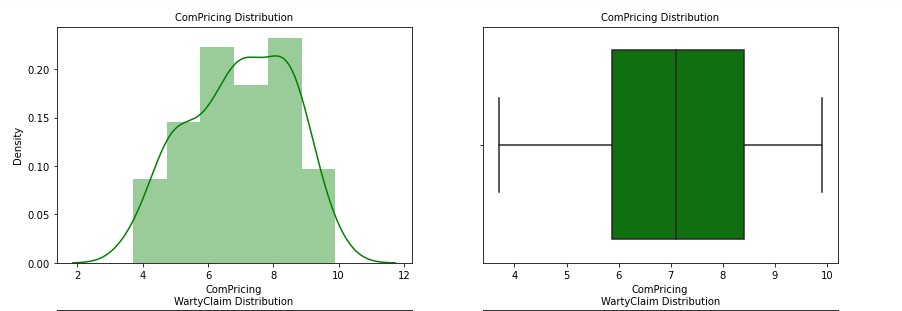 ComPricing Distribution
0.20
0.15
0.10
0.05
0.00
Density
2 4 6 8 10 12
ComPricing
WartyClaim Distribution
ComPricing Distribution
4 5 6 7 8 9 10
ComPricing
WartyClaim Distribution